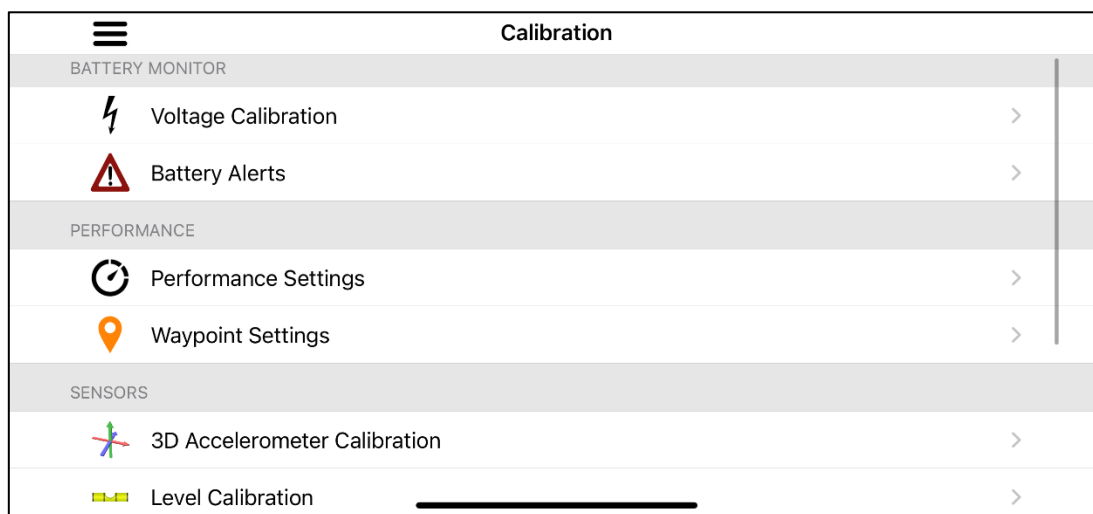 Calibration
BATTERY MONITOR
Voltage Calibration
Battery Alerts
PERFORMANCE
Performance Settings
Waypoint Settings
SENSORS
3D Accelerometer Calibration
Level Calibration